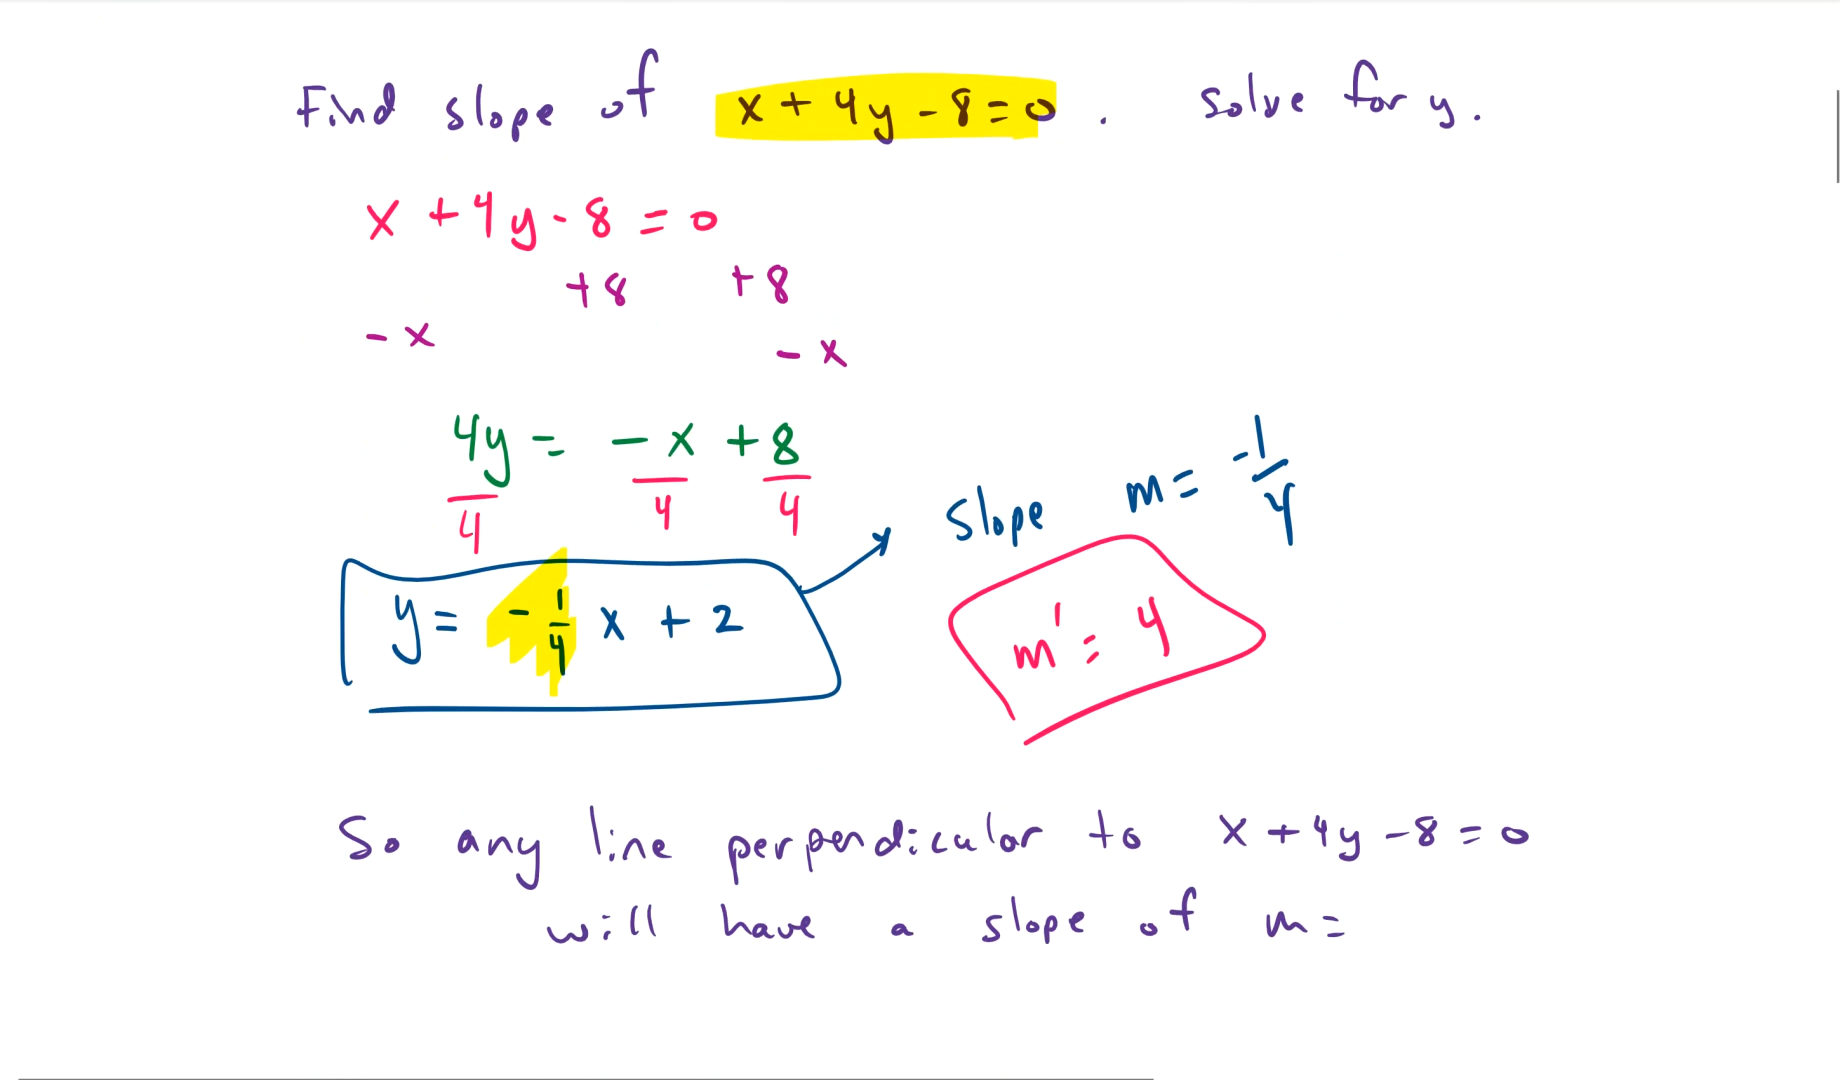 Find slope of x + 4y - 8 = 0 . Solve for y.
x + 4y - 8 = 0
+8 +8
- x - x
4y = - x + 8
4 4 4
slope m = -1/4
y = - 1/4 x + 2
m' = 4
So any line perpendicular to x + 4y - 8 = 0
will have a slope of m =